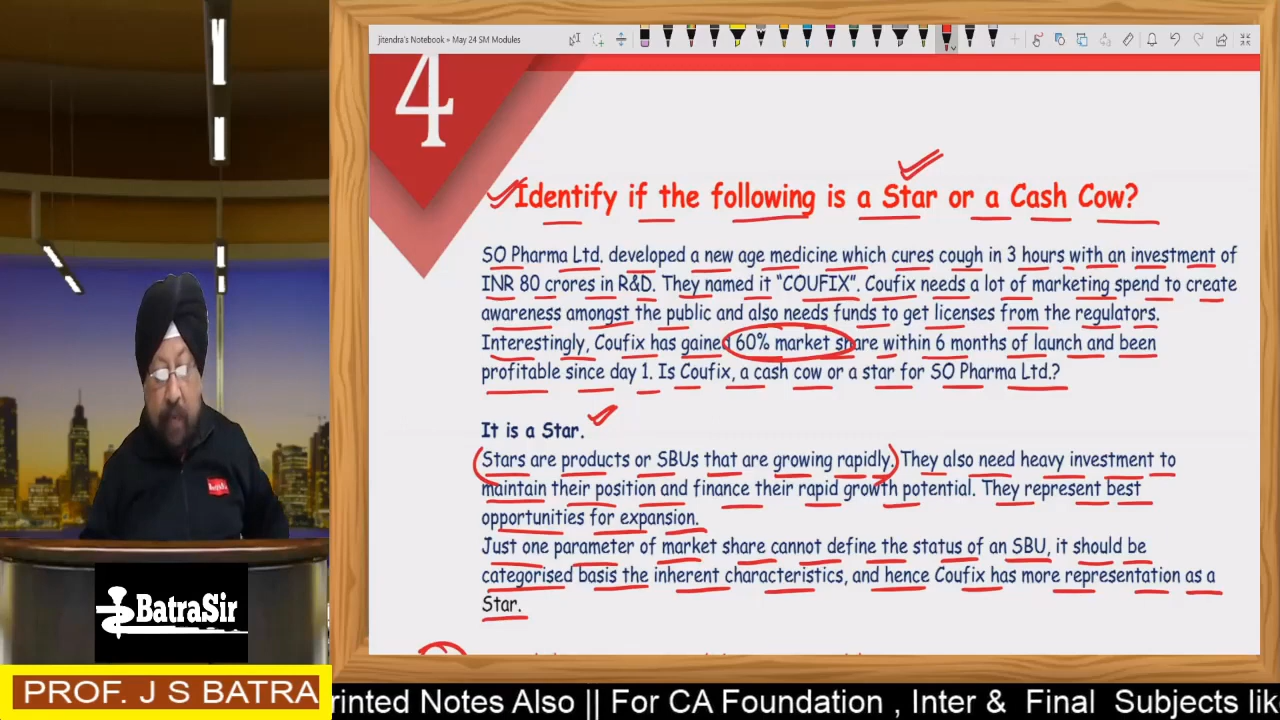 jitendra's Notebook » May 24 SM Modules
4
Identify if the following is a Star or a Cash Cow?
SO Pharma Ltd. developed a new age medicine which cures cough in 3 hours with an investment of
INR 80 crores in R&D. They named it “COUFIX”. Coufix needs a lot of marketing spend to create
awareness amongst the public and also needs funds to get licenses from the regulators.
Interestingly, Coufix has gained 60% market share within 6 months of launch and been
profitable since day 1. Is Coufix, a cash cow or a star for SO Pharma Ltd.?
It is a Star.
Stars are products or SBUs that are growing rapidly. They also need heavy investment to
maintain their position and finance their rapid growth potential. They represent best
opportunities for expansion.
Just one parameter of market share cannot define the status of an SBU, it should be
categorised basis the inherent characteristics, and hence Coufix has more representation as a
Star.
BatraSir
PROF. J S BATRA
rinted Notes Also || For CA Foundation , Inter & Final Subjects lik